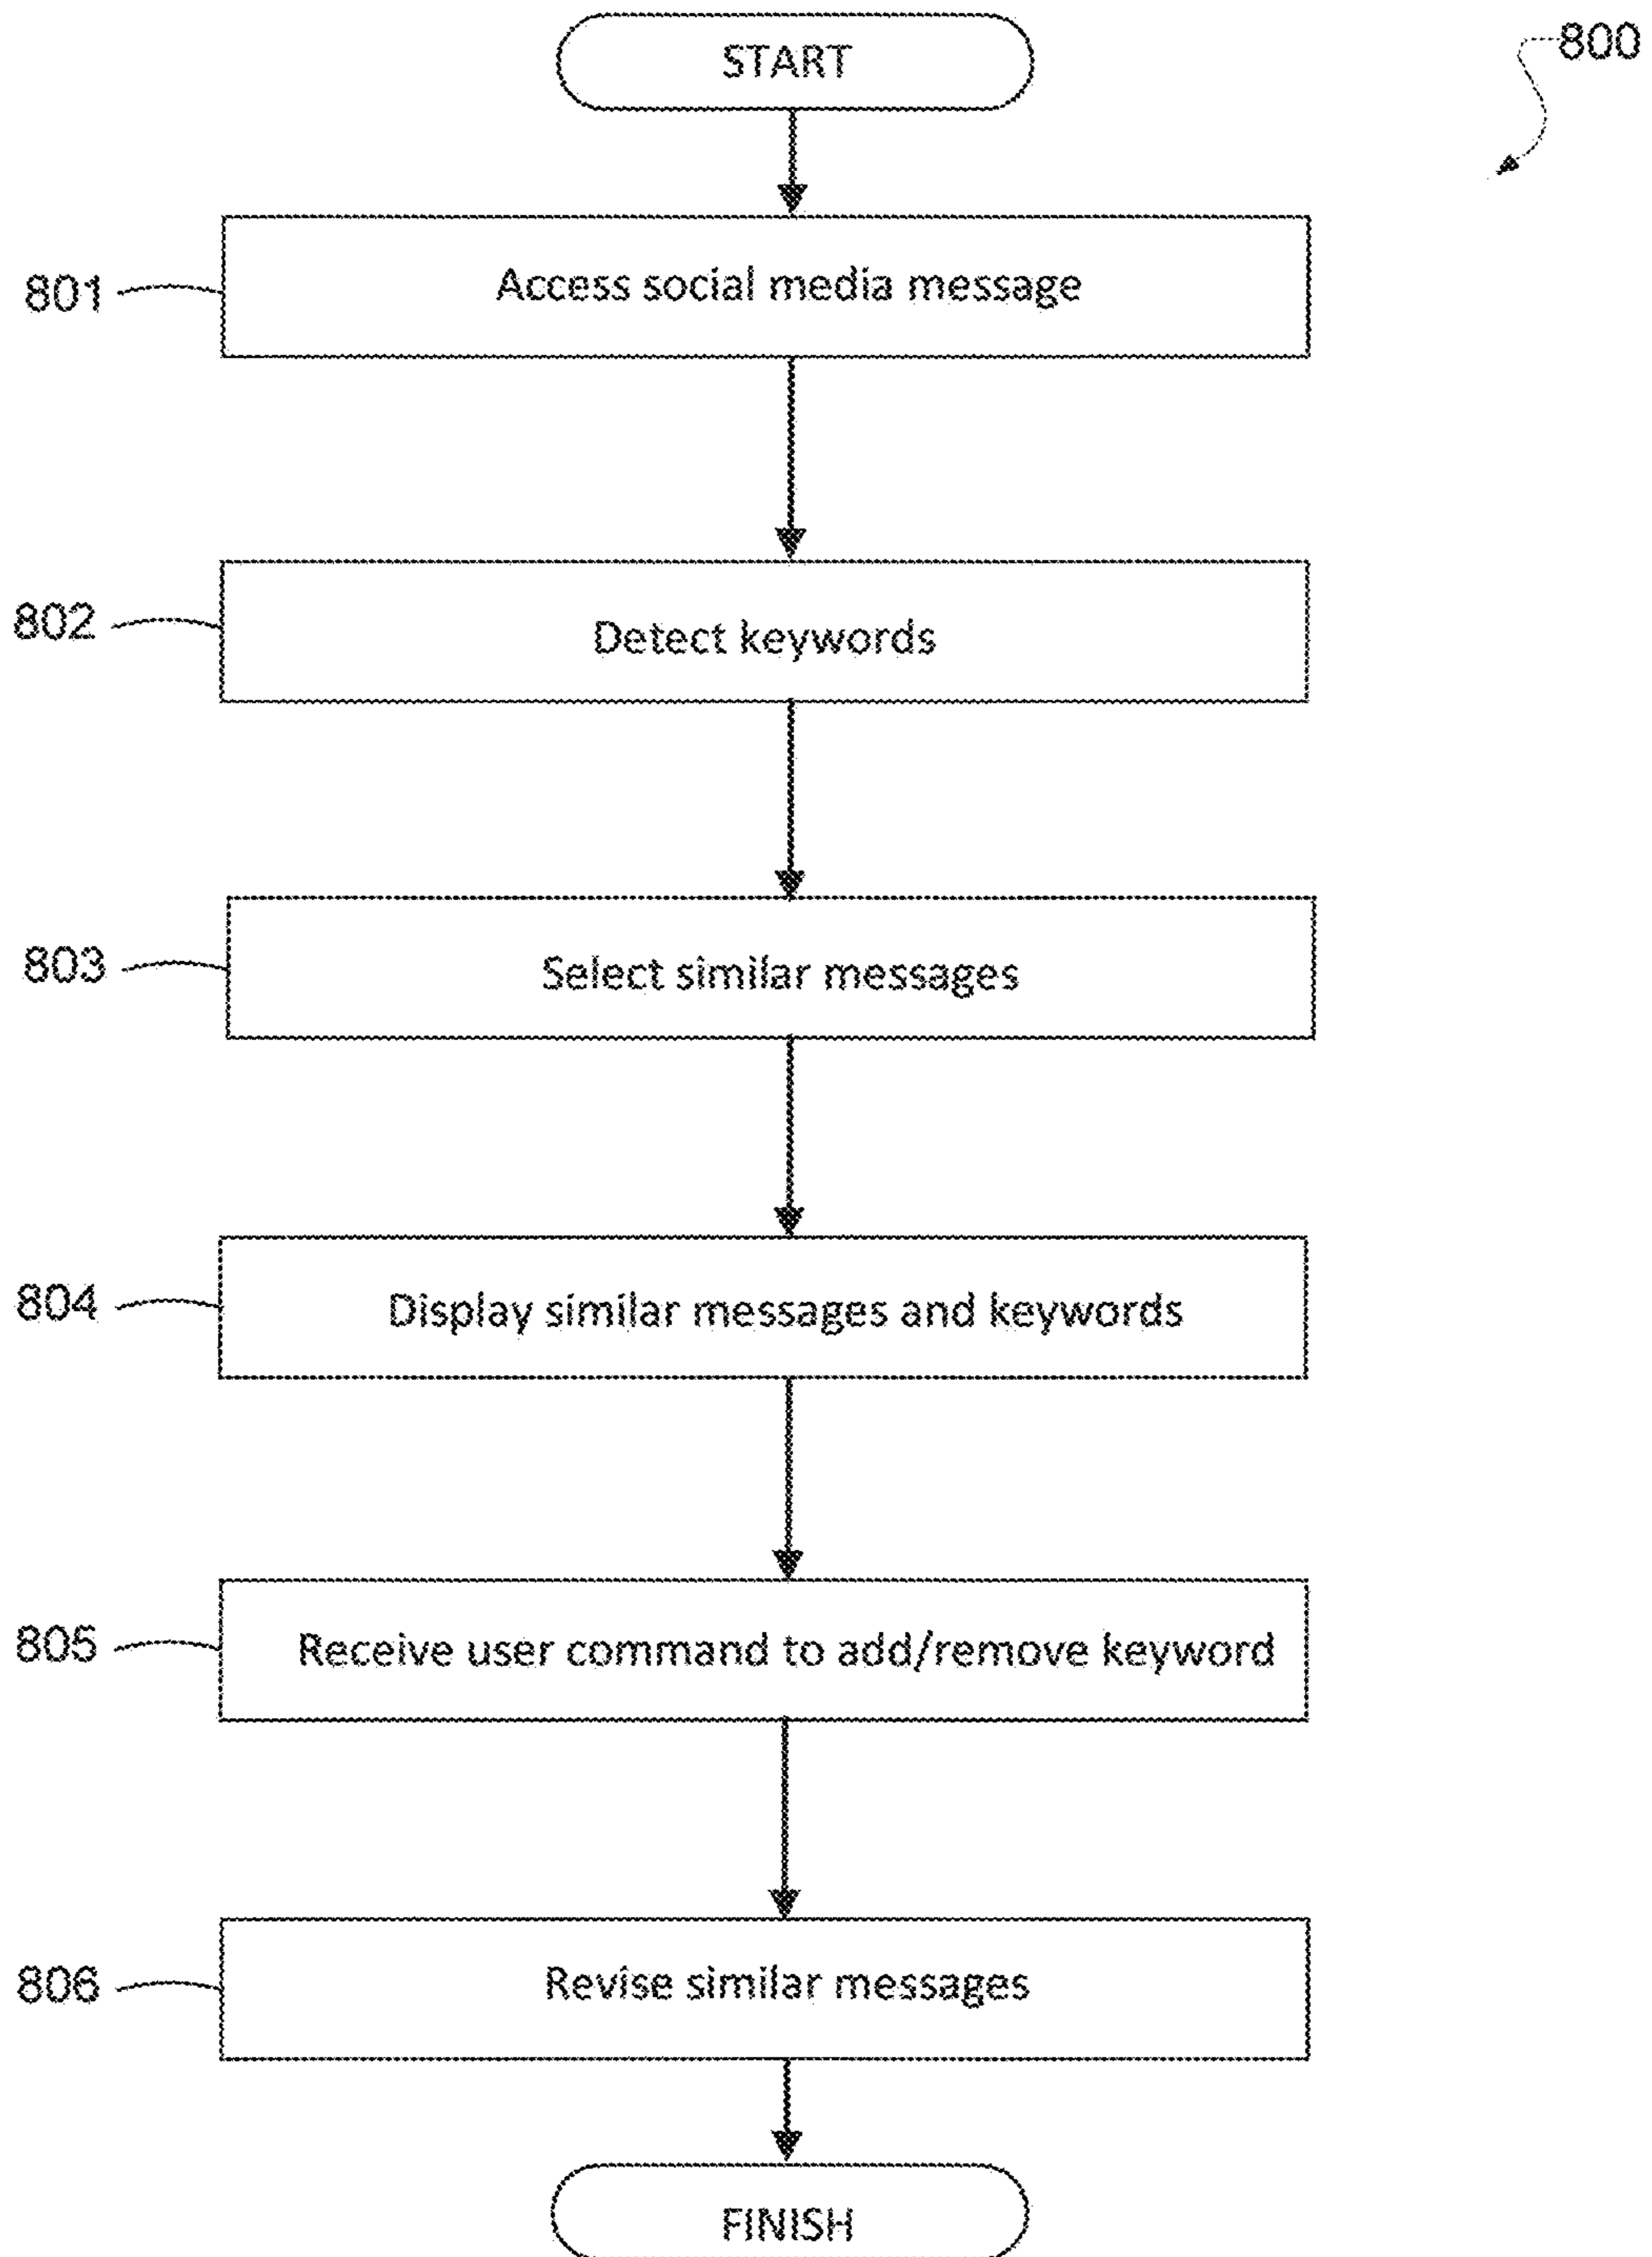 START
800
801
Access social media message
802
Detect keywords
803
Select similar messages
804
Display similar messages and keywords
805
Receive user command to add/remove keyword
806
Revise similar messages
FINISH